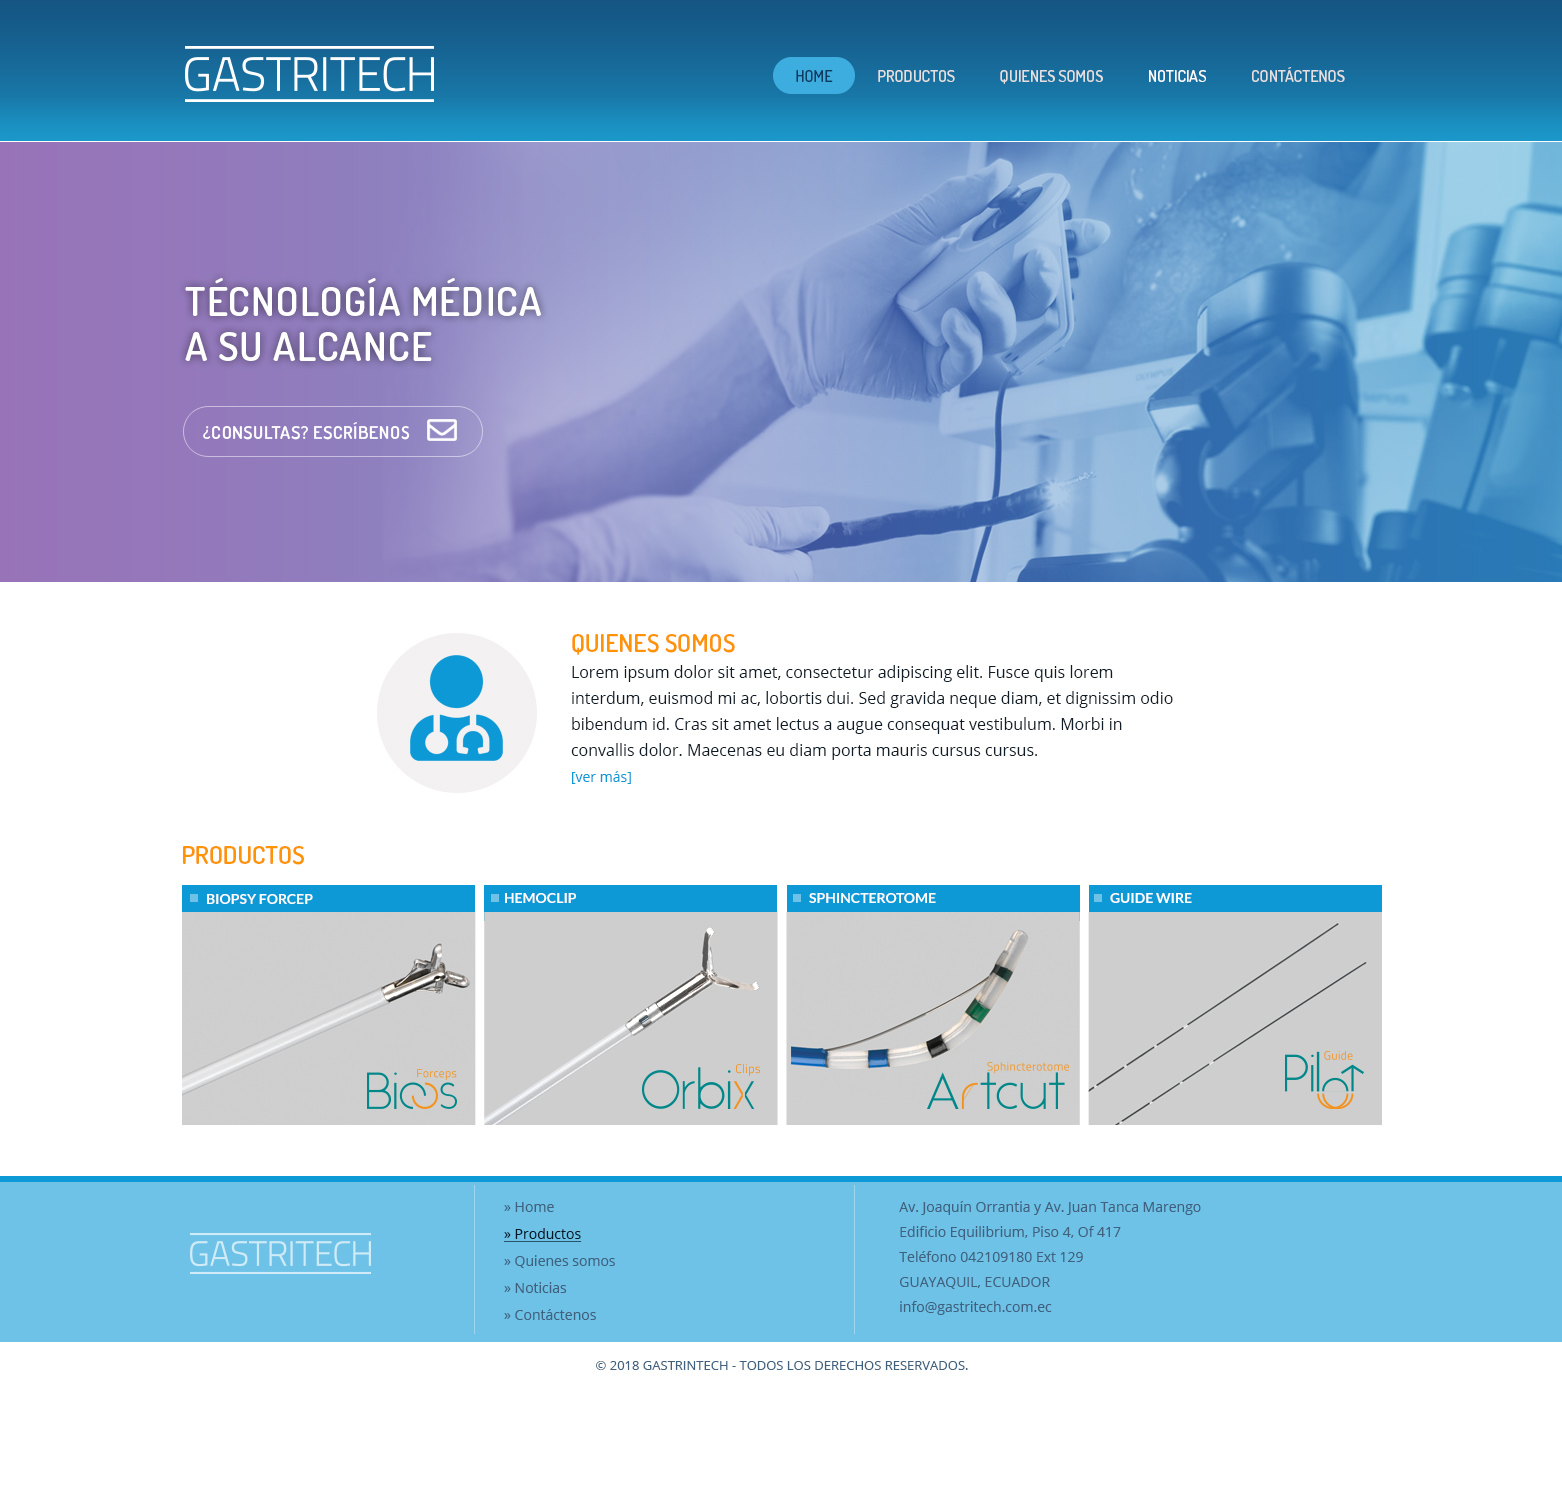 GASTRITECH
HOME PRODUCTOS QUIENES SOMOS NOTICIAS CONTÁCTENOS
TÉCNOLOGÍA MÉDICA
A SU ALCANCE
¿CONSULTAS? ESCRÍBENOS
OLYMPUS
QUIENES SOMOS
Lorem ipsum dolor sit amet, consectetur adipiscing elit. Fusce quis lorem
interdum, euismod mi ac, lobortis dui. Sed gravida neque diam, et dignissim odio
bibendum id. Cras sit amet lectus a augue consequat vestibulum. Morbi in
convallis dolor. Maecenas eu diam porta mauris cursus cursus.
[ver más]
PRODUCTOS
BIOPSY FORCEP
Forceps
Bios
HEMOCLIP
Clips
Orbix
SPHINCTEROTOME
Sphincterotome
Artcut
GUIDE WIRE
Guide
Pilot
GASTRITECH
» Home
» Productos
» Quienes somos
» Noticias
» Contáctenos
Av. Joaquín Orrantia y Av. Juan Tanca Marengo
Edificio Equilibrium, Piso 4, Of 417
Teléfono 042109180 Ext 129
GUAYAQUIL, ECUADOR
info@gastritech.com.ec
© 2018 GASTRINTECH - TODOS LOS DERECHOS RESERVADOS.